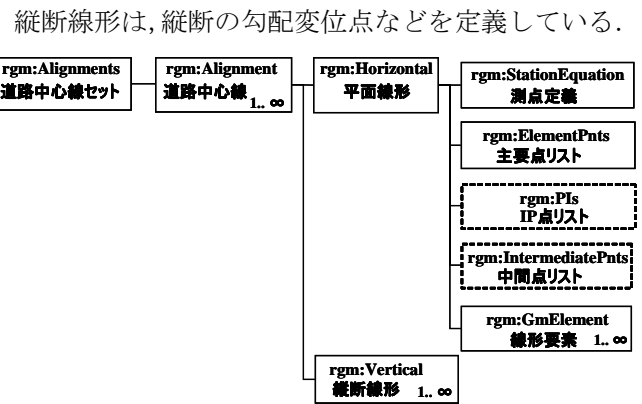 縦断線形は,縦断の勾配変位点などを定義している.
rgm:Alignments
道路中心線セット
rgm:Alignment
道路中心線
1.. ∞
rgm:Horizontal
平面線形
rgm:StationEquation
測点定義
rgm:ElementPnts
主要点リスト
rgm:PIs
IP点リスト
rgm:IntermediatePnts
中間点リスト
rgm:GmElement
線形要素 1.. ∞
rgm:Vertical
縦断線形 1.. ∞